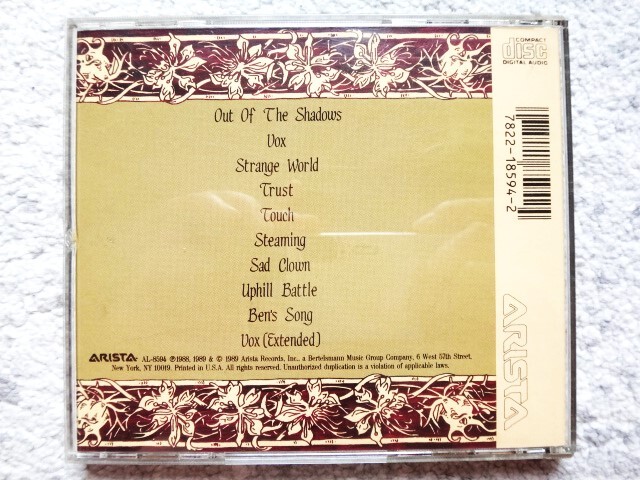 COMPACT
disc
DIGITAL AUDIO
Out Of The Shadows
Vox
Strange World
Trust
Touch
Steaming
Sad Clown
Uphill Battle
Ben's Song
Vox (Extended)
ARISTA AL-8594 ℗1988, 1989 & © 1989 Arista Records, Inc., a Bertelsmann Music Group Company, 6 West 57th Street,
New York, NY 10019. Printed in U.S.A. All rights reserved. Unauthorized duplication is a violation of applicable laws.
7822-18594-2
ARISTA